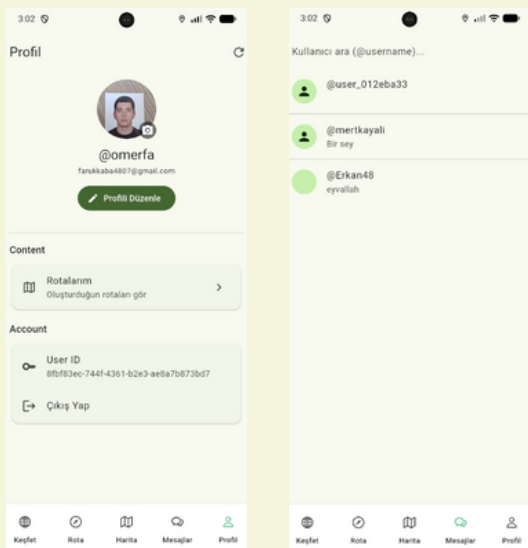 3:02
Profil
@omerfa
farukkaba4807@gmail.com
Profili Düzenle
Content
Rotalarım
Oluşturduğun rotaları gör
Account
User ID
8fbf83ec-744f-4361-b2e3-ae8a7b873bd7
Çıkış Yap
Keşfet Rota Harita Mesajlar Profil
3:02
Kullanıcı ara (@username)...
@user_012eba33
@mertkayali
Bir sey
@Erkan48
eyvallah
Keşfet Rota Harita Mesajlar Profil